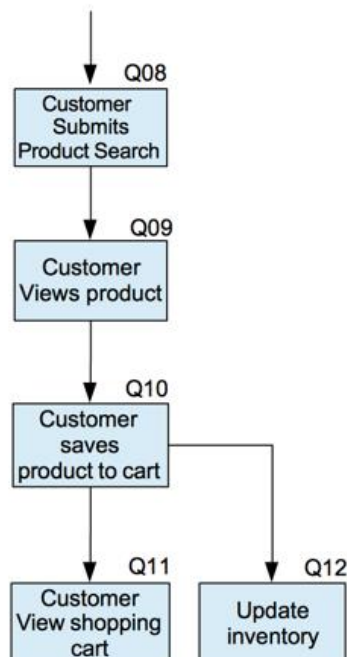 Q08
Customer
Submits
Product Search
Q09
Customer
Views product
Q10
Customer
saves
product to cart
Q11
Customer
View shopping
cart
Q12
Update
inventory